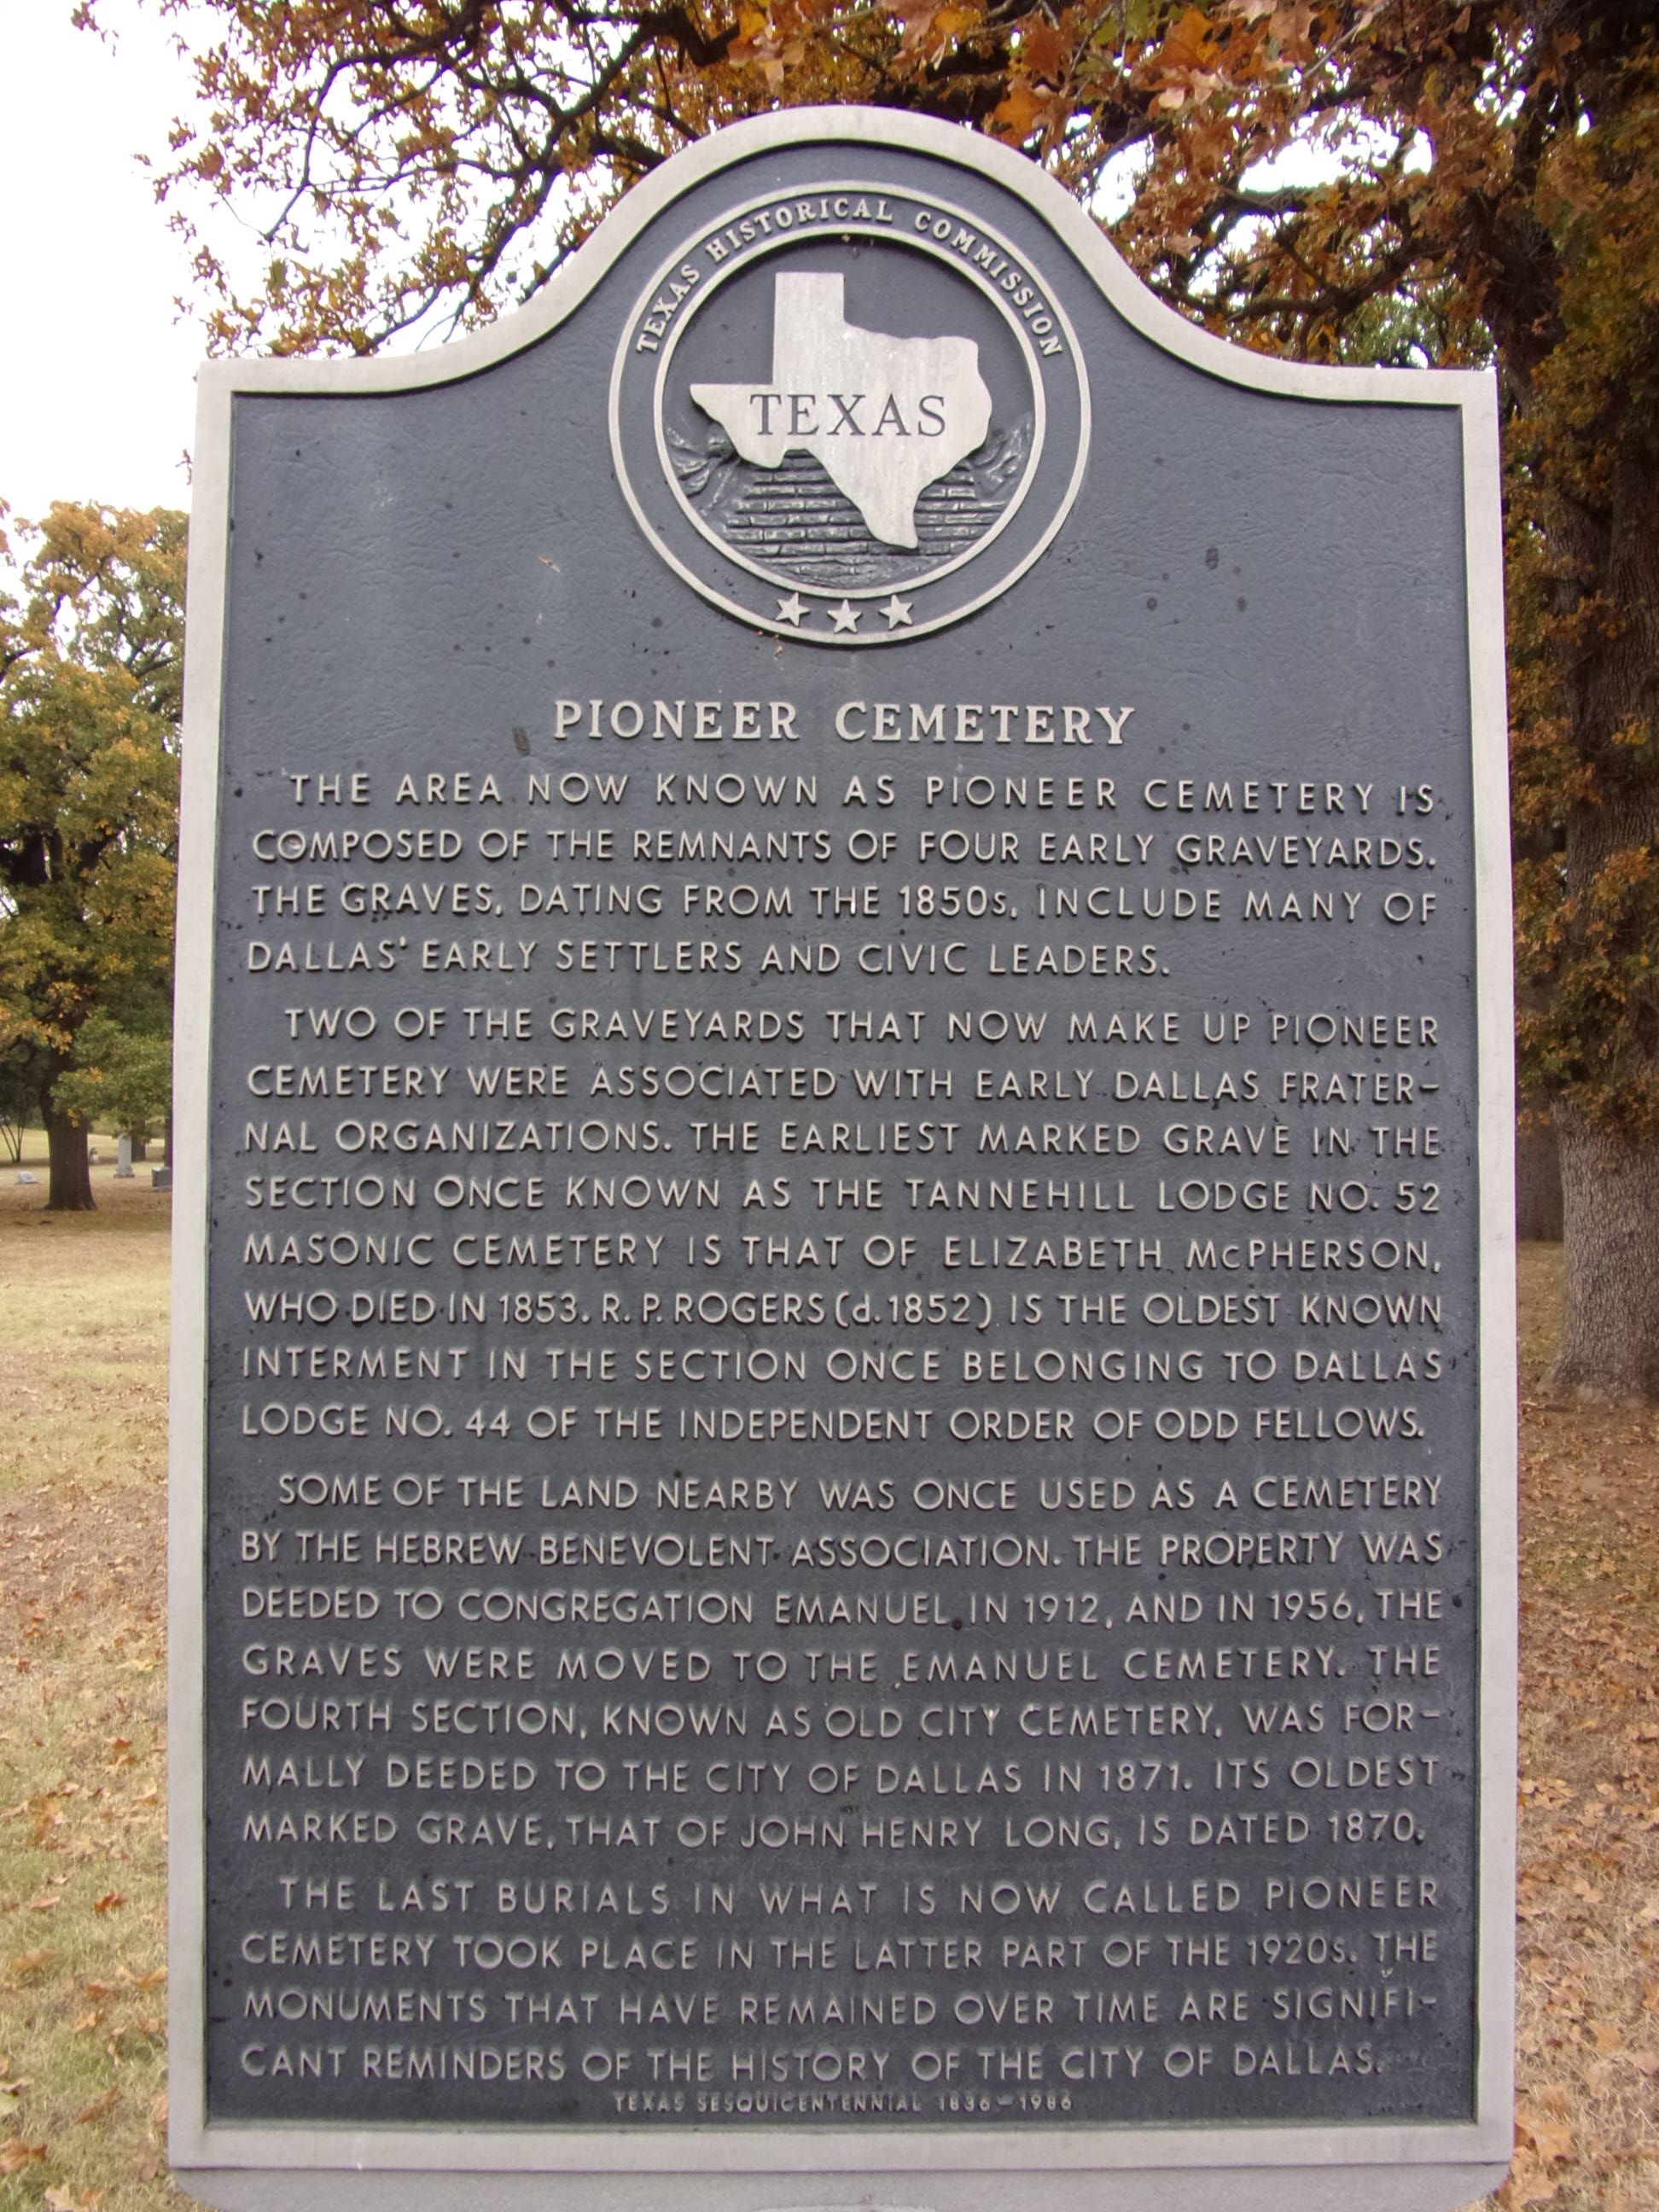 TEXAS HISTORICAL COMMISSION
TEXAS
PIONEER CEMETERY
THE AREA NOW KNOWN AS PIONEER CEMETERY IS
COMPOSED OF THE REMNANTS OF FOUR EARLY GRAVEYARDS.
THE GRAVES, DATING FROM THE 1850s, INCLUDE MANY OF
DALLAS' EARLY SETTLERS AND CIVIC LEADERS.
TWO OF THE GRAVEYARDS THAT NOW MAKE UP PIONEER
CEMETERY WERE ASSOCIATED WITH EARLY DALLAS FRATER-
NAL ORGANIZATIONS. THE EARLIEST MARKED GRAVE IN THE
SECTION ONCE KNOWN AS THE TANNEHILL LODGE NO. 52
MASONIC CEMETERY IS THAT OF ELIZABETH McPHERSON,
WHO DIED IN 1853. R. P. ROGERS (d. 1852) IS THE OLDEST KNOWN
INTERMENT IN THE SECTION ONCE BELONGING TO DALLAS
LODGE NO. 44 OF THE INDEPENDENT ORDER OF ODD FELLOWS.
SOME OF THE LAND NEARBY WAS ONCE USED AS A CEMETERY
BY THE HEBREW BENEVOLENT ASSOCIATION. THE PROPERTY WAS
DEEDED TO CONGREGATION EMANUEL IN 1912, AND IN 1956, THE
GRAVES WERE MOVED TO THE EMANUEL CEMETERY. THE
FOURTH SECTION, KNOWN AS OLD CITY CEMETERY, WAS FOR-
MALLY DEEDED TO THE CITY OF DALLAS IN 1871. ITS OLDEST
MARKED GRAVE, THAT OF JOHN HENRY LONG, IS DATED 1870.
THE LAST BURIALS IN WHAT IS NOW CALLED PIONEER
CEMETERY TOOK PLACE IN THE LATTER PART OF THE 1920s. THE
MONUMENTS THAT HAVE REMAINED OVER TIME ARE SIGNIFI-
CANT REMINDERS OF THE HISTORY OF THE CITY OF DALLAS.
TEXAS SESQUICENTENNIAL 1836-1986